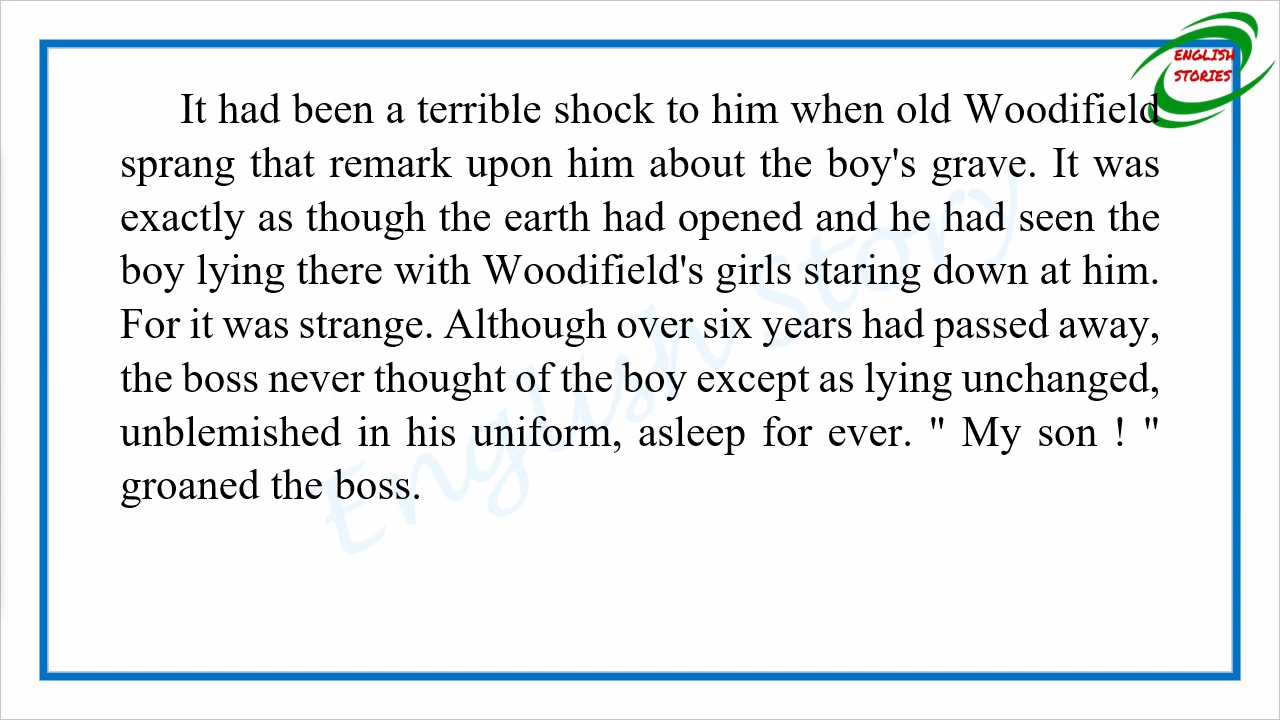 ENGLISH
STORIES
It had been a terrible shock to him when old Woodifield
sprang that remark upon him about the boy's grave. It was
exactly as though the earth had opened and he had seen the
boy lying there with Woodifield's girls staring down at him.
For it was strange. Although over six years had passed away,
the boss never thought of the boy except as lying unchanged,
unblemished in his uniform, asleep for ever. " My son ! "
groaned the boss.
English Story